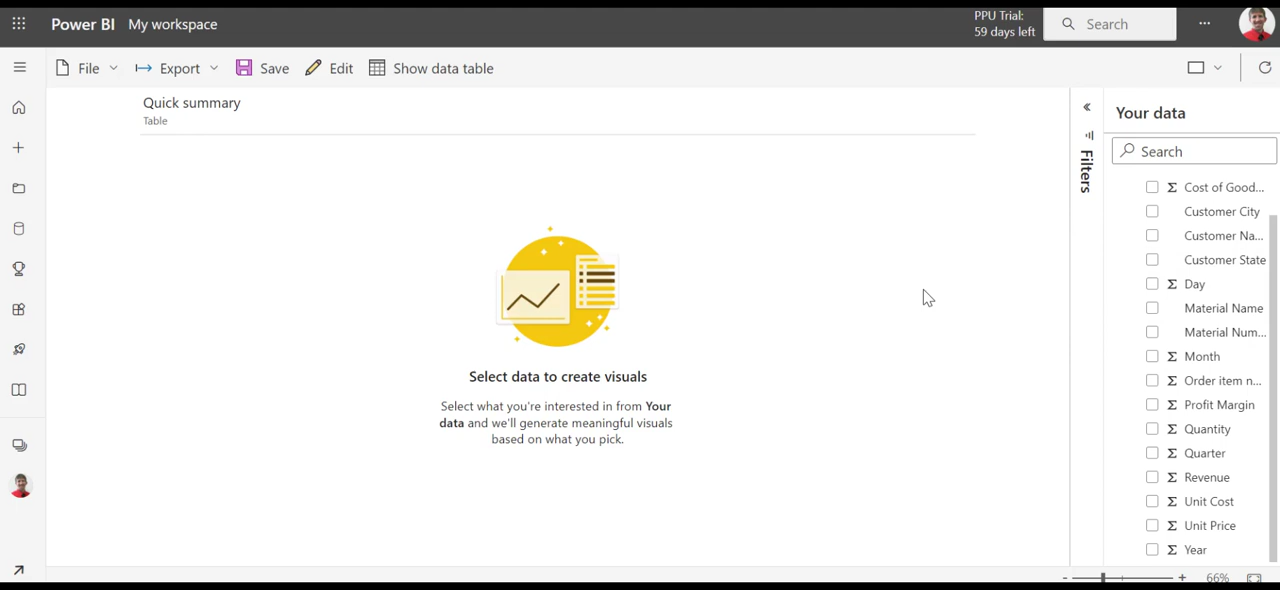 Power BI My workspace
PPU Trial:
59 days left
Search
File
Export
Save
Edit
Show data table
Quick summary
Table
Filters
Your data
Search
Σ Cost of Good...
Customer City
Customer Na...
Customer State
Σ Day
Material Name
Material Num...
Σ Month
Σ Order item n...
Σ Profit Margin
Σ Quantity
Σ Quarter
Σ Revenue
Σ Unit Cost
Σ Unit Price
Σ Year
Select data to create visuals
Select what you're interested in from Your
data and we'll generate meaningful visuals
based on what you pick.
- + 66%